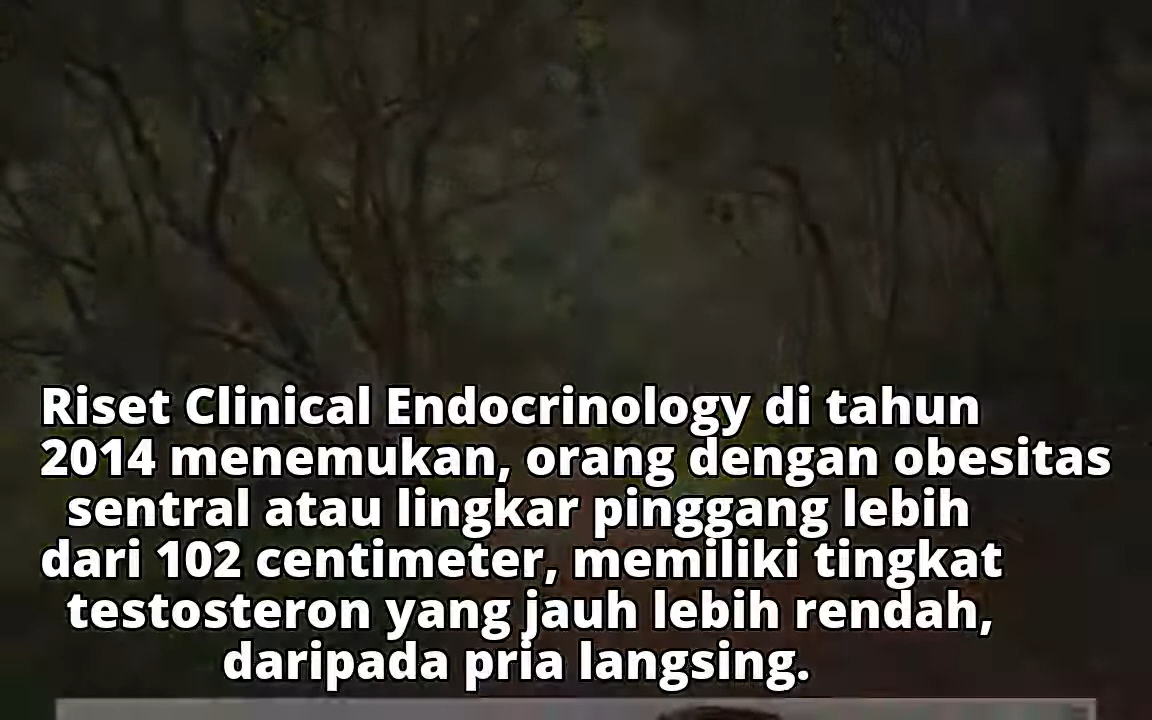 Riset Clinical Endocrinology di tahun
2014 menemukan, orang dengan obesitas
sentral atau lingkar pinggang lebih
dari 102 centimeter, memiliki tingkat
testosteron yang jauh lebih rendah,
daripada pria langsing.